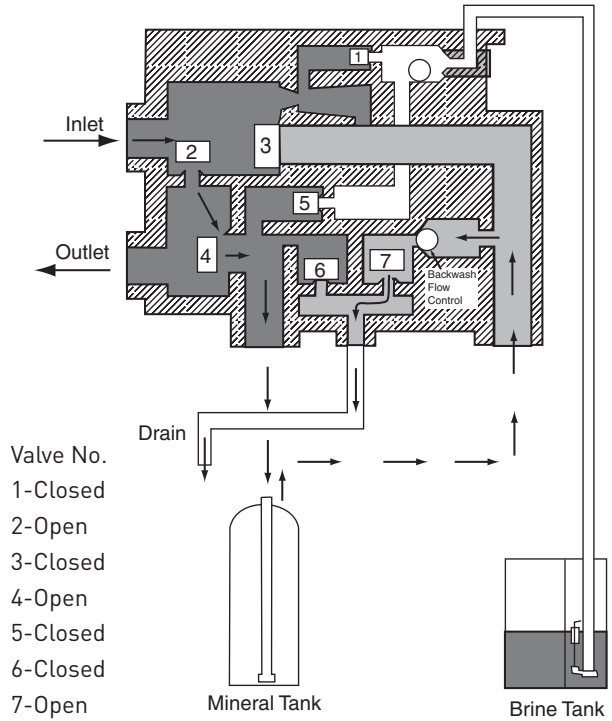 1
Inlet
2
3
5
Outlet
4
6
7
Backwash
Flow
Control
Drain
Valve No.
1-Closed
2-Open
3-Closed
4-Open
5-Closed
6-Closed
7-Open
Mineral Tank
Brine Tank